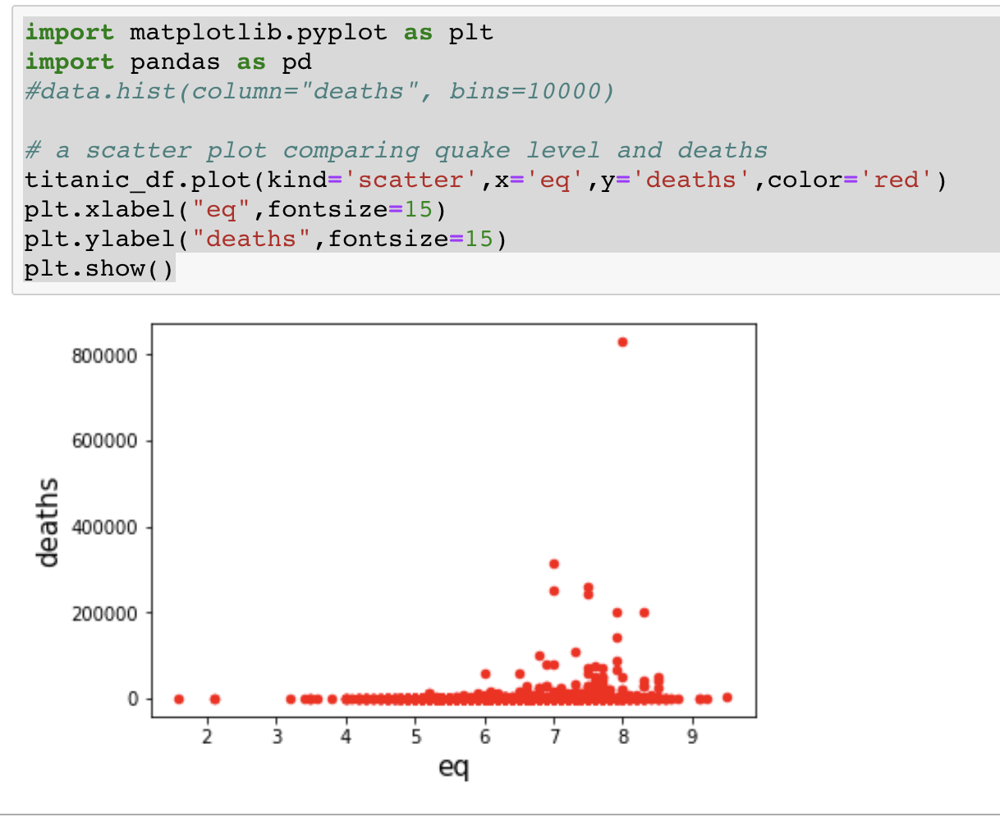 import matplotlib.pyplot as plt
import pandas as pd
#data.hist(column="deaths", bins=10000)
# a scatter plot comparing quake level and deaths
titanic_df.plot(kind='scatter',x='eq',y='deaths',color='red')
plt.xlabel("eq",fontsize=15)
plt.ylabel("deaths",fontsize=15)
plt.show()
800000
600000
400000
200000
0
deaths
2 3 4 5 6 7 8 9
eq